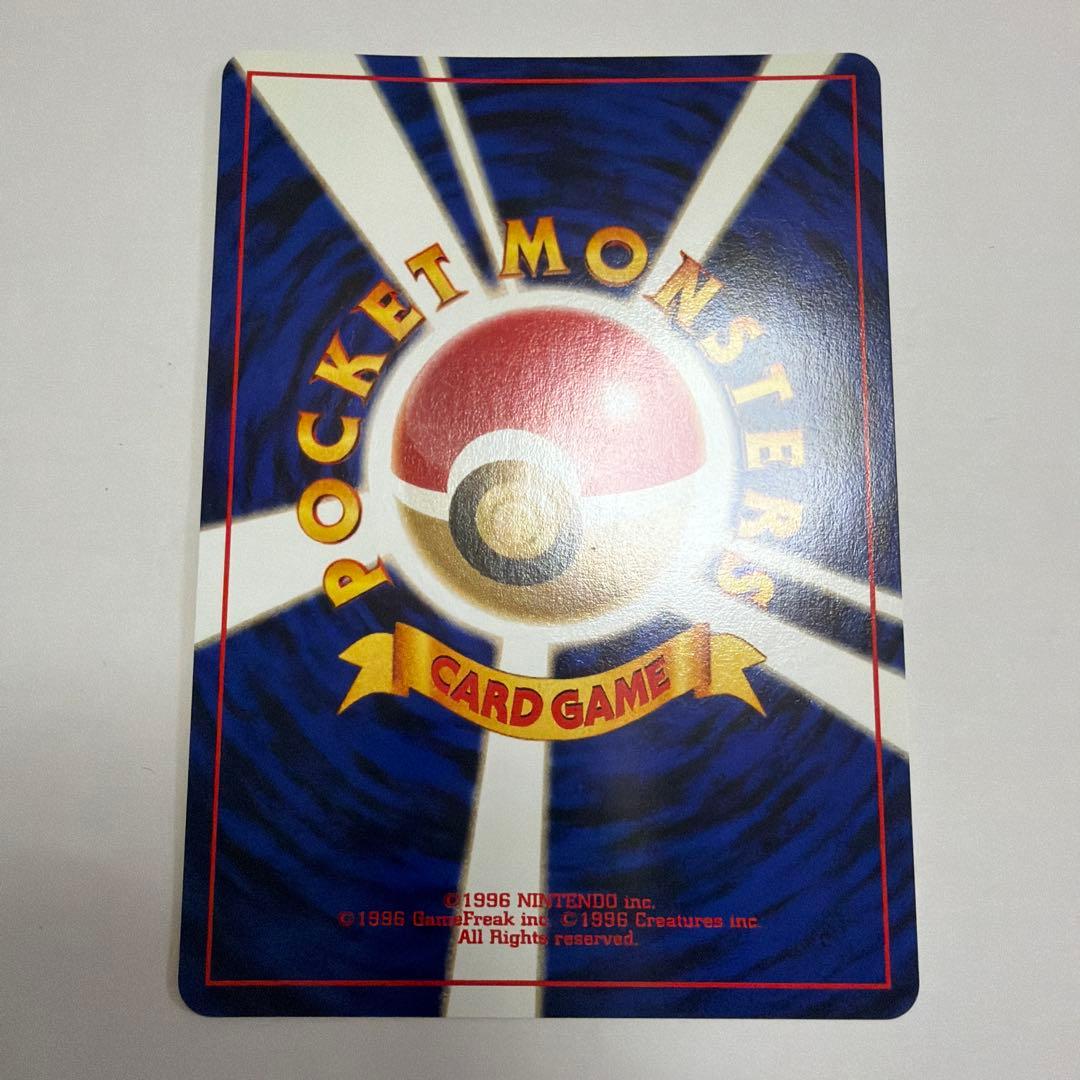 POCKET MONSTERS
CARD GAME
©1996 NINTENDO inc.
©1996 GameFreak inc. ©1996 Creatures inc.
All Rights reserved.